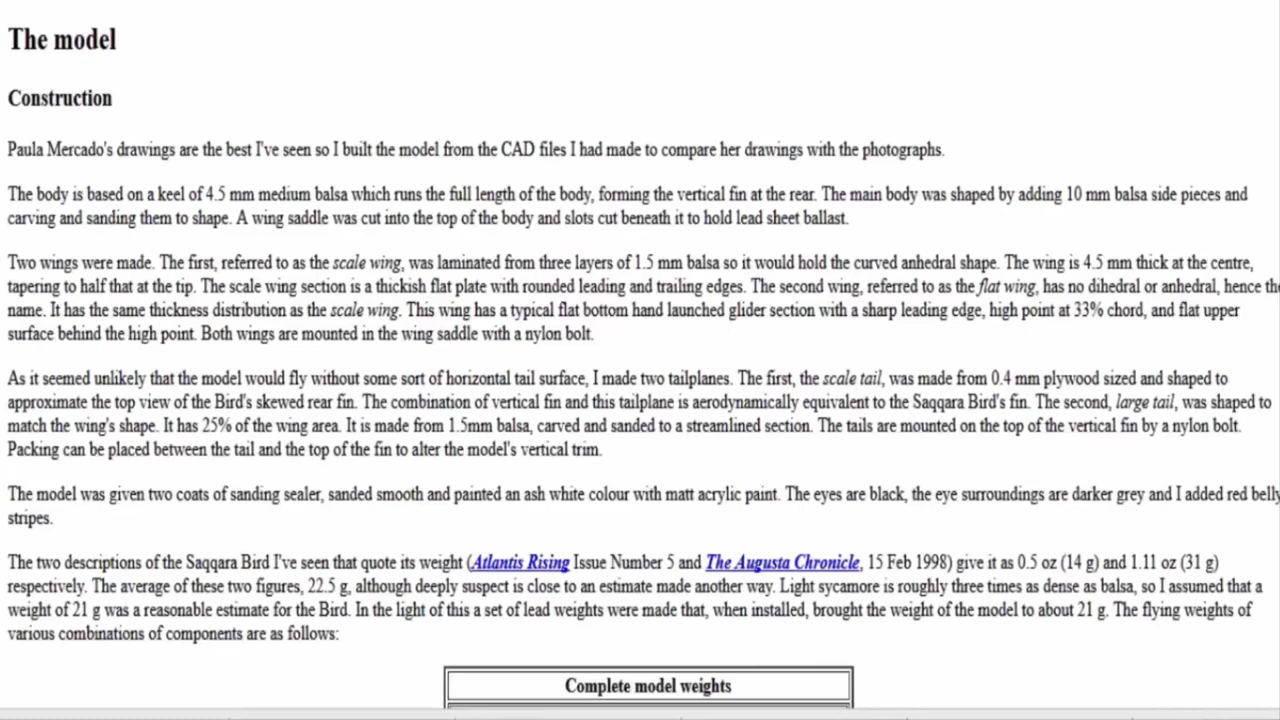 The model
Construction
Paula Mercado's drawings are the best I've seen so I built the model from the CAD files I had made to compare her drawings with the photographs.
The body is based on a keel of 4.5 mm medium balsa which runs the full length of the body, forming the vertical fin at the rear. The main body was shaped by adding 10 mm balsa side pieces and
carving and sanding them to shape. A wing saddle was cut into the top of the body and slots cut beneath it to hold lead sheet ballast.
Two wings were made. The first, referred to as the scale wing, was laminated from three layers of 1.5 mm balsa so it would hold the curved anhedral shape. The wing is 4.5 mm thick at the centre,
tapering to half that at the tip. The scale wing section is a thickish flat plate with rounded leading and trailing edges. The second wing, referred to as the flat wing, has no dihedral or anhedral, hence the
name. It has the same thickness distribution as the scale wing. This wing has a typical flat bottom hand launched glider section with a sharp leading edge, high point at 33% chord, and flat upper
surface behind the high point. Both wings are mounted in the wing saddle with a nylon bolt.
As it seemed unlikely that the model would fly without some sort of horizontal tail surface, I made two tailplanes. The first, the scale tail, was made from 0.4 mm plywood sized and shaped to
approximate the top view of the Bird's skewed rear fin. The combination of vertical fin and this tailplane is aerodynamically equivalent to the Saqqara Bird's fin. The second, large tail, was shaped to
match the wing's shape. It has 25% of the wing area. It is made from 1.5mm balsa, carved and sanded to a streamlined section. The tails are mounted on the top of the vertical fin by a nylon bolt.
Packing can be placed between the tail and the top of the fin to alter the model's vertical trim.
The model was given two coats of sanding sealer, sanded smooth and painted an ash white colour with matt acrylic paint. The eyes are black, the eye surroundings are darker grey and I added red belly
stripes.
The two descriptions of the Saqqara Bird I've seen that quote its weight (Atlantis Rising Issue Number 5 and The Augusta Chronicle, 15 Feb 1998) give it as 0.5 oz (14 g) and 1.11 oz (31 g)
respectively. The average of these two figures, 22.5 g, although deeply suspect is close to an estimate made another way. Light sycamore is roughly three times as dense as balsa, so I assumed that a
weight of 21 g was a reasonable estimate for the Bird. In the light of this a set of lead weights were made that, when installed, brought the weight of the model to about 21 g. The flying weights of
various combinations of components are as follows:
Complete model weights